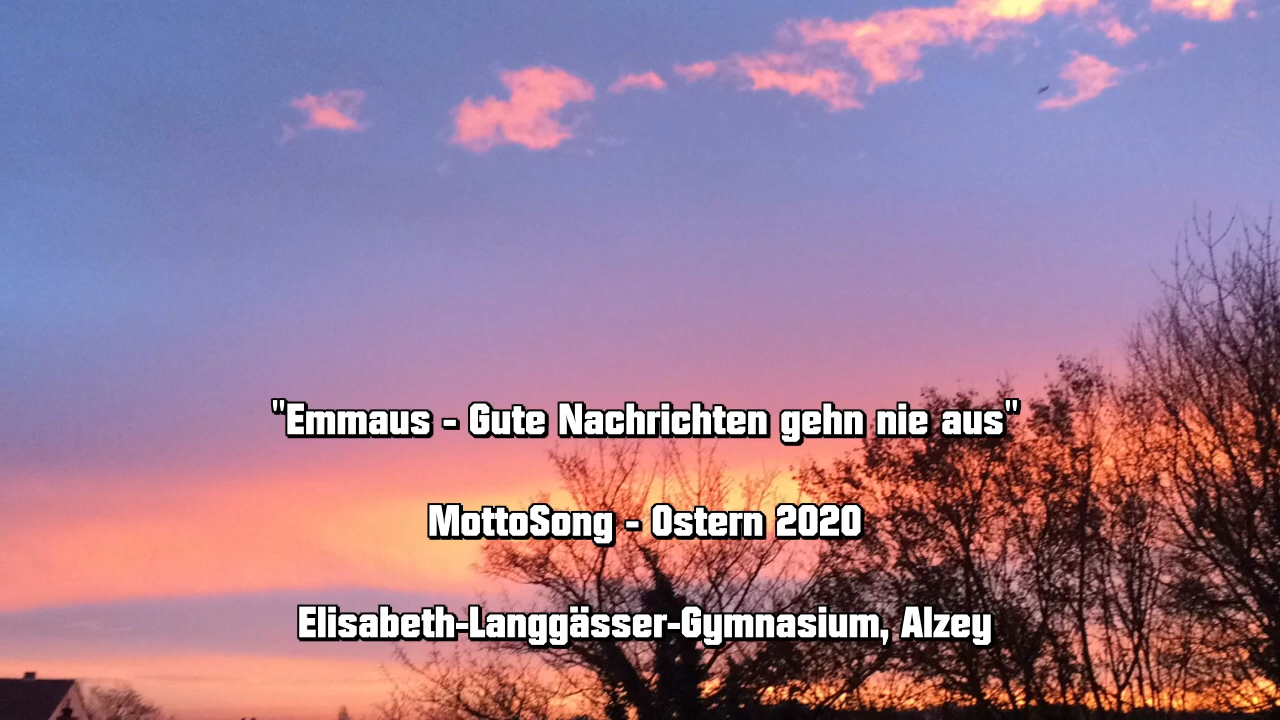 "Emmaus - Gute Nachrichten gehn nie aus"
MottoSong - Ostern 2020
Elisabeth-Langgässer-Gymnasium, Alzey